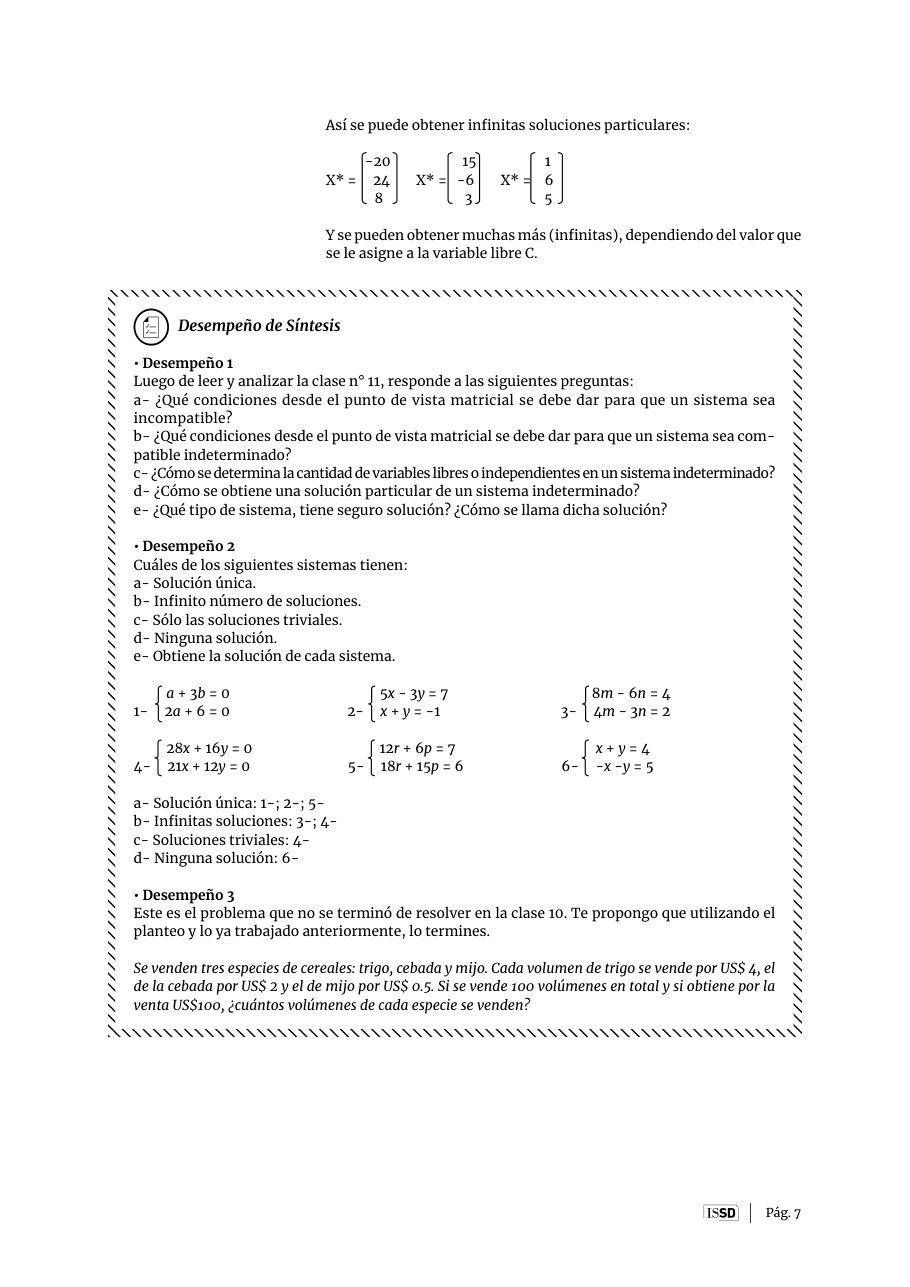 Así se puede obtener infinitas soluciones particulares:
X* = (-20 24 8) X* = (15 -6 3) X* = (1 6 5)
Y se pueden obtener muchas más (infinitas), dependiendo del valor que
se le asigne a la variable libre C.
Desempeño de Síntesis
• Desempeño 1
Luego de leer y analizar la clase n° 11, responde a las siguientes preguntas:
a- ¿Qué condiciones desde el punto de vista matricial se debe dar para que un sistema sea
incompatible?
b- ¿Qué condiciones desde el punto de vista matricial se debe dar para que un sistema sea com-
patible indeterminado?
c- ¿Cómo se determina la cantidad de variables libres o independientes en un sistema indeterminado?
d- ¿Cómo se obtiene una solución particular de un sistema indeterminado?
e- ¿Qué tipo de sistema, tiene seguro solución? ¿Cómo se llama dicha solución?
• Desempeño 2
Cuáles de los siguientes sistemas tienen:
a- Solución única.
b- Infinito número de soluciones.
c- Sólo las soluciones triviales.
d- Ninguna solución.
e- Obtiene la solución de cada sistema.
1- { a + 3b = 0
2a + 6 = 0
2- { 5x - 3y = 7
x + y = -1
3- { 8m - 6n = 4
4m - 3n = 2
4- { 28x + 16y = 0
21x + 12y = 0
5- { 12r + 6p = 7
18r + 15p = 6
6- { x + y = 4
-x -y = 5
a- Solución única: 1-; 2-; 5-
b- Infinitas soluciones: 3-; 4-
c- Soluciones triviales: 4-
d- Ninguna solución: 6-
• Desempeño 3
Este es el problema que no se terminó de resolver en la clase 10. Te propongo que utilizando el
planteo y lo ya trabajado anteriormente, lo termines.
Se venden tres especies de cereales: trigo, cebada y mijo. Cada volumen de trigo se vende por US$ 4, el
de la cebada por US$ 2 y el de mijo por US$ 0.5. Si se vende 100 volúmenes en total y si obtiene por la
venta US$100, ¿cuántos volúmenes de cada especie se venden?
ISSD | Pág. 7